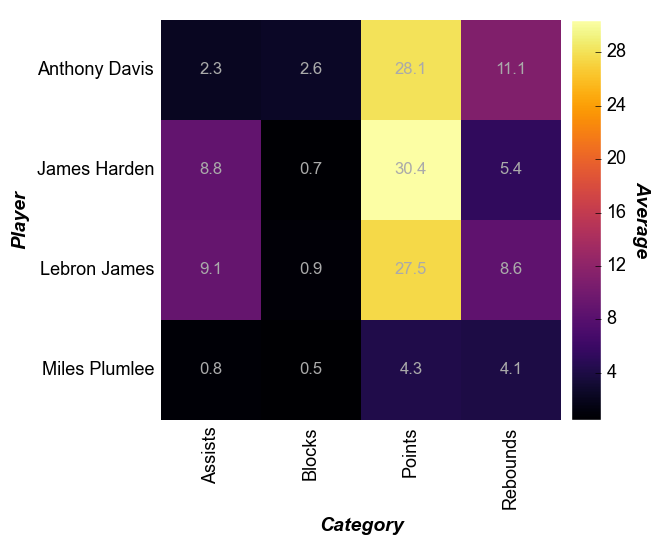 Anthony Davis 2.3 2.6 28.1 11.1
James Harden 8.8 0.7 30.4 5.4
Lebron James 9.1 0.9 27.5 8.6
Miles Plumlee 0.8 0.5 4.3 4.1
Player
Assists Blocks Points Rebounds
Category
28
24
20
16
12
8
4
Average